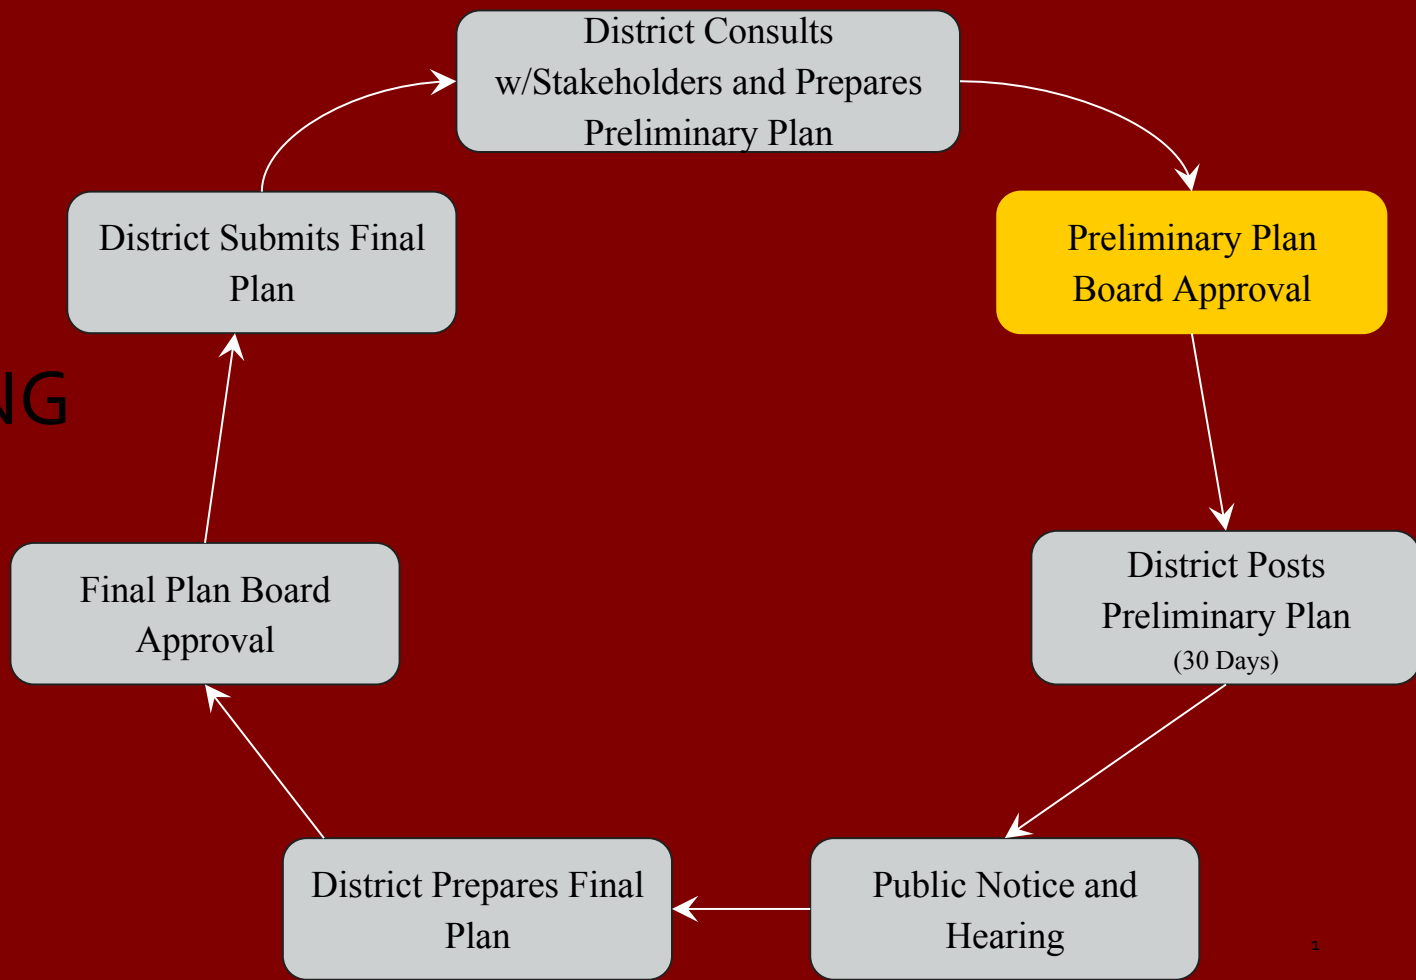 District Consults
w/Stakeholders and Prepares
Preliminary Plan
Preliminary Plan
Board Approval
District Posts
Preliminary Plan
(30 Days)
Public Notice and
Hearing
District Prepares Final
Plan
Final Plan Board
Approval
District Submits Final
Plan
NG
1